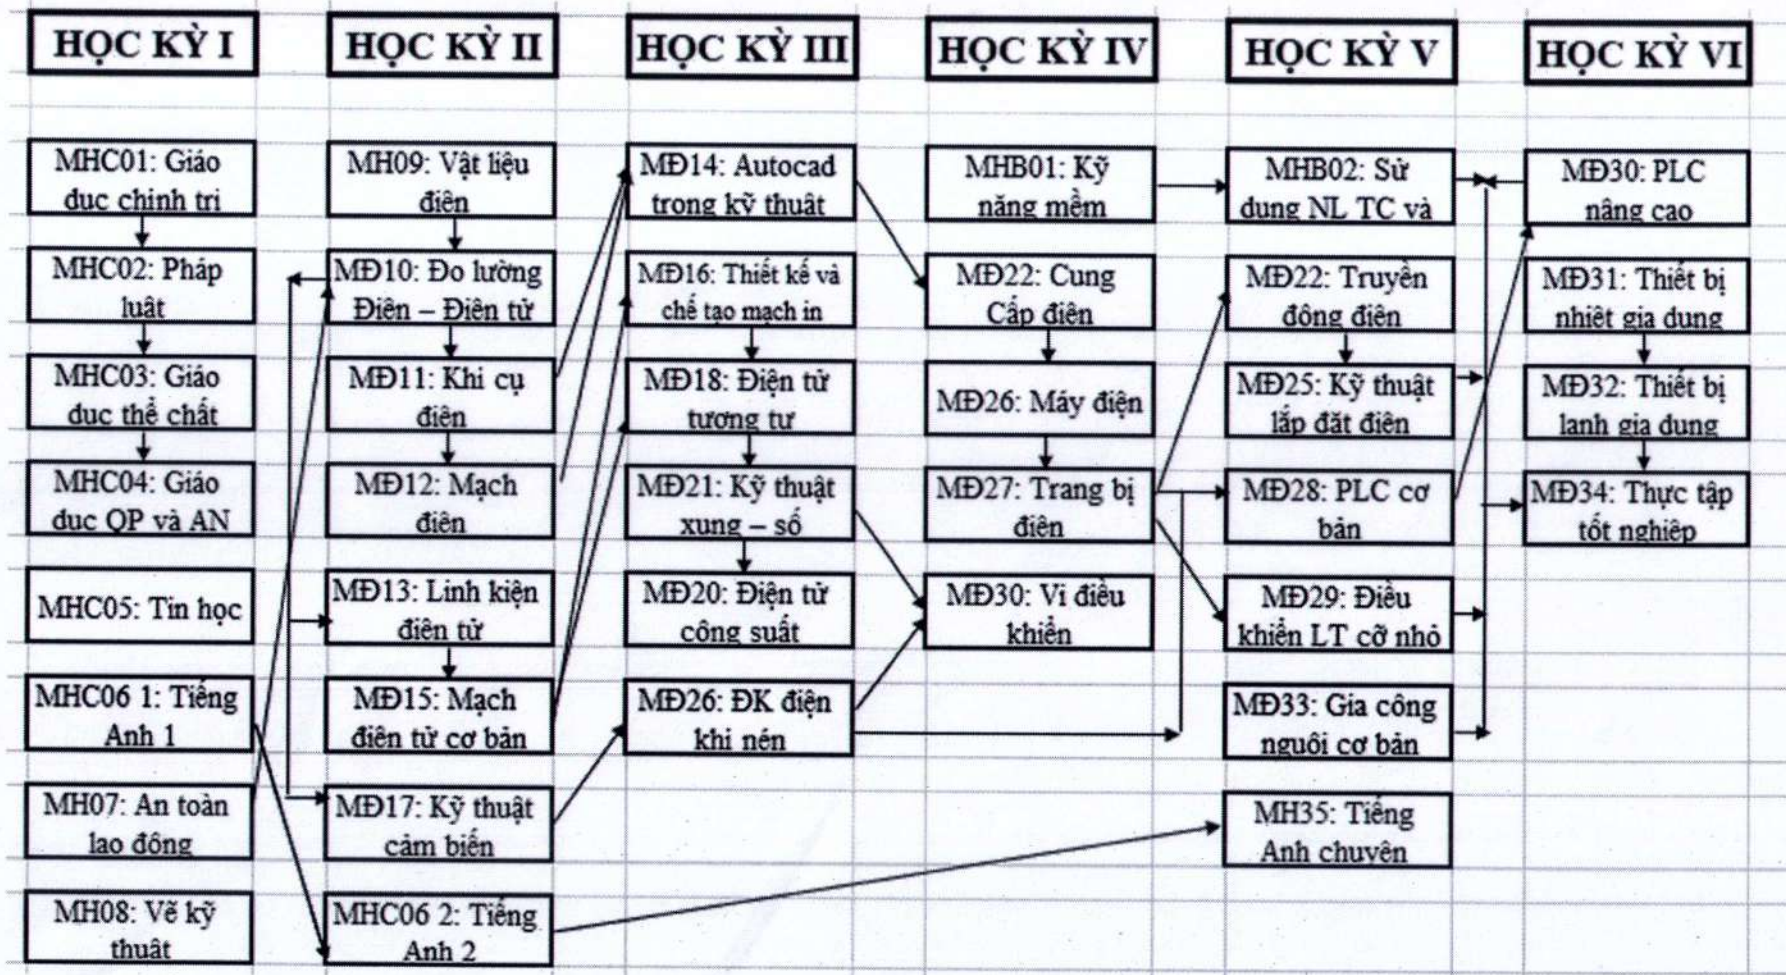 HỌC KỲ I
HỌC KỲ II
HỌC KỲ III
HỌC KỲ IV
HỌC KỲ V
HỌC KỲ VI
MHC01: Giáo
dục chinh trị
MHC02: Pháp
luật
MHC03: Giáo
dục thể chất
MHC04: Giáo
dục QP và AN
MHC05: Tin học
MHC06 1: Tiếng
Anh 1
MH07: An toàn
lao động
MH08: Vẽ kỹ
thuật
MH09: Vật liệu
điện
MĐ10: Đo lường
Điện – Điện tử
MĐ11: Khi cụ
điện
MĐ12: Mạch
điện
MĐ13: Linh kiện
điện tử
MĐ15: Mạch
điện tử cơ bản
MĐ17: Kỹ thuật
cảm biến
MHC06 2: Tiếng
Anh 2
MĐ14: Autocad
trong kỹ thuật
MĐ16: Thiết kế và
chế tạo mạch in
MĐ18: Điện tử
tương tự
MĐ21: Kỹ thuật
xung – số
MĐ20: Điện tử
công suất
MĐ26: ĐK điện
khi nén
MHB01: Kỹ
năng mềm
MĐ22: Cung
Cấp điện
MĐ26: Máy điện
MĐ27: Trang bị
điện
MĐ30: Vi điều
khiển
MHB02: Sử
dụng NL TC và
MĐ22: Truyền
động điện
MĐ25: Kỹ thuật
lắp đặt điện
MĐ28: PLC cơ
bản
MĐ29: Điều
khiển LT cỡ nhỏ
MĐ33: Gia công
nguội cơ bản
MH35: Tiếng
Anh chuyên
MĐ30: PLC
nâng cao
MĐ31: Thiết bị
nhiệt gia dụng
MĐ32: Thiết bị
lạnh gia dụng
MĐ34: Thực tập
tốt nghiệp